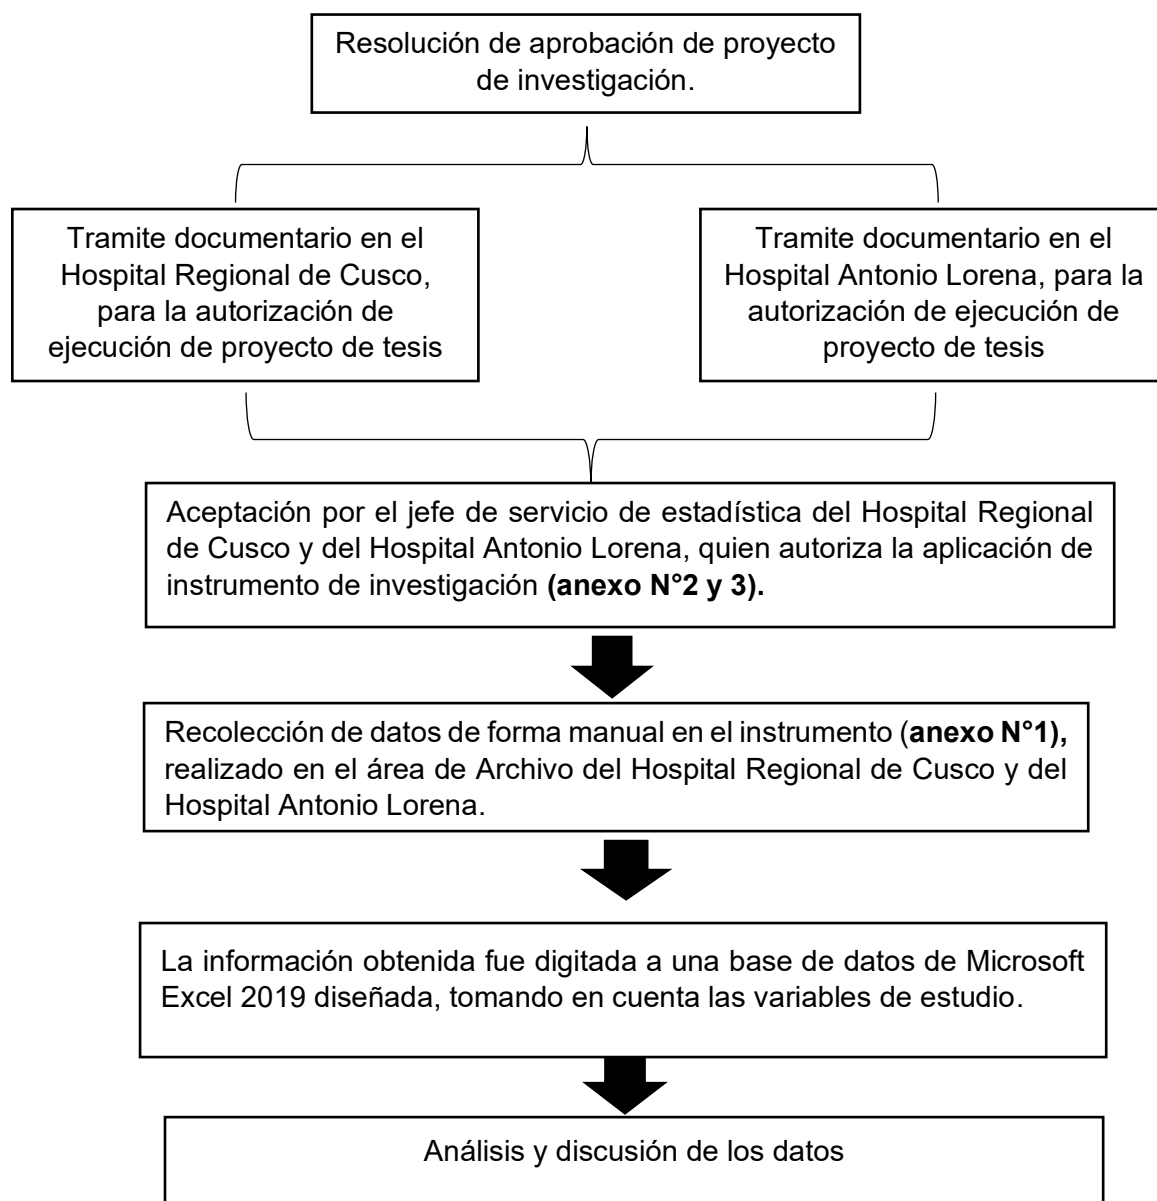 Resolución de aprobación de proyecto
de investigación.
Tramite documentario en el
Hospital Regional de Cusco,
para la autorización de
ejecución de proyecto de tesis
Tramite documentario en el
Hospital Antonio Lorena, para la
autorización de ejecución de
proyecto de tesis
Aceptación por el jefe de servicio de estadística del Hospital Regional
de Cusco y del Hospital Antonio Lorena, quien autoriza la aplicación de
instrumento de investigación (anexo N°2 y 3).
Recolección de datos de forma manual en el instrumento (anexo N°1),
realizado en el área de Archivo del Hospital Regional de Cusco y del
Hospital Antonio Lorena.
La información obtenida fue digitada a una base de datos de Microsoft
Excel 2019 diseñada, tomando en cuenta las variables de estudio.
Análisis y discusión de los datos